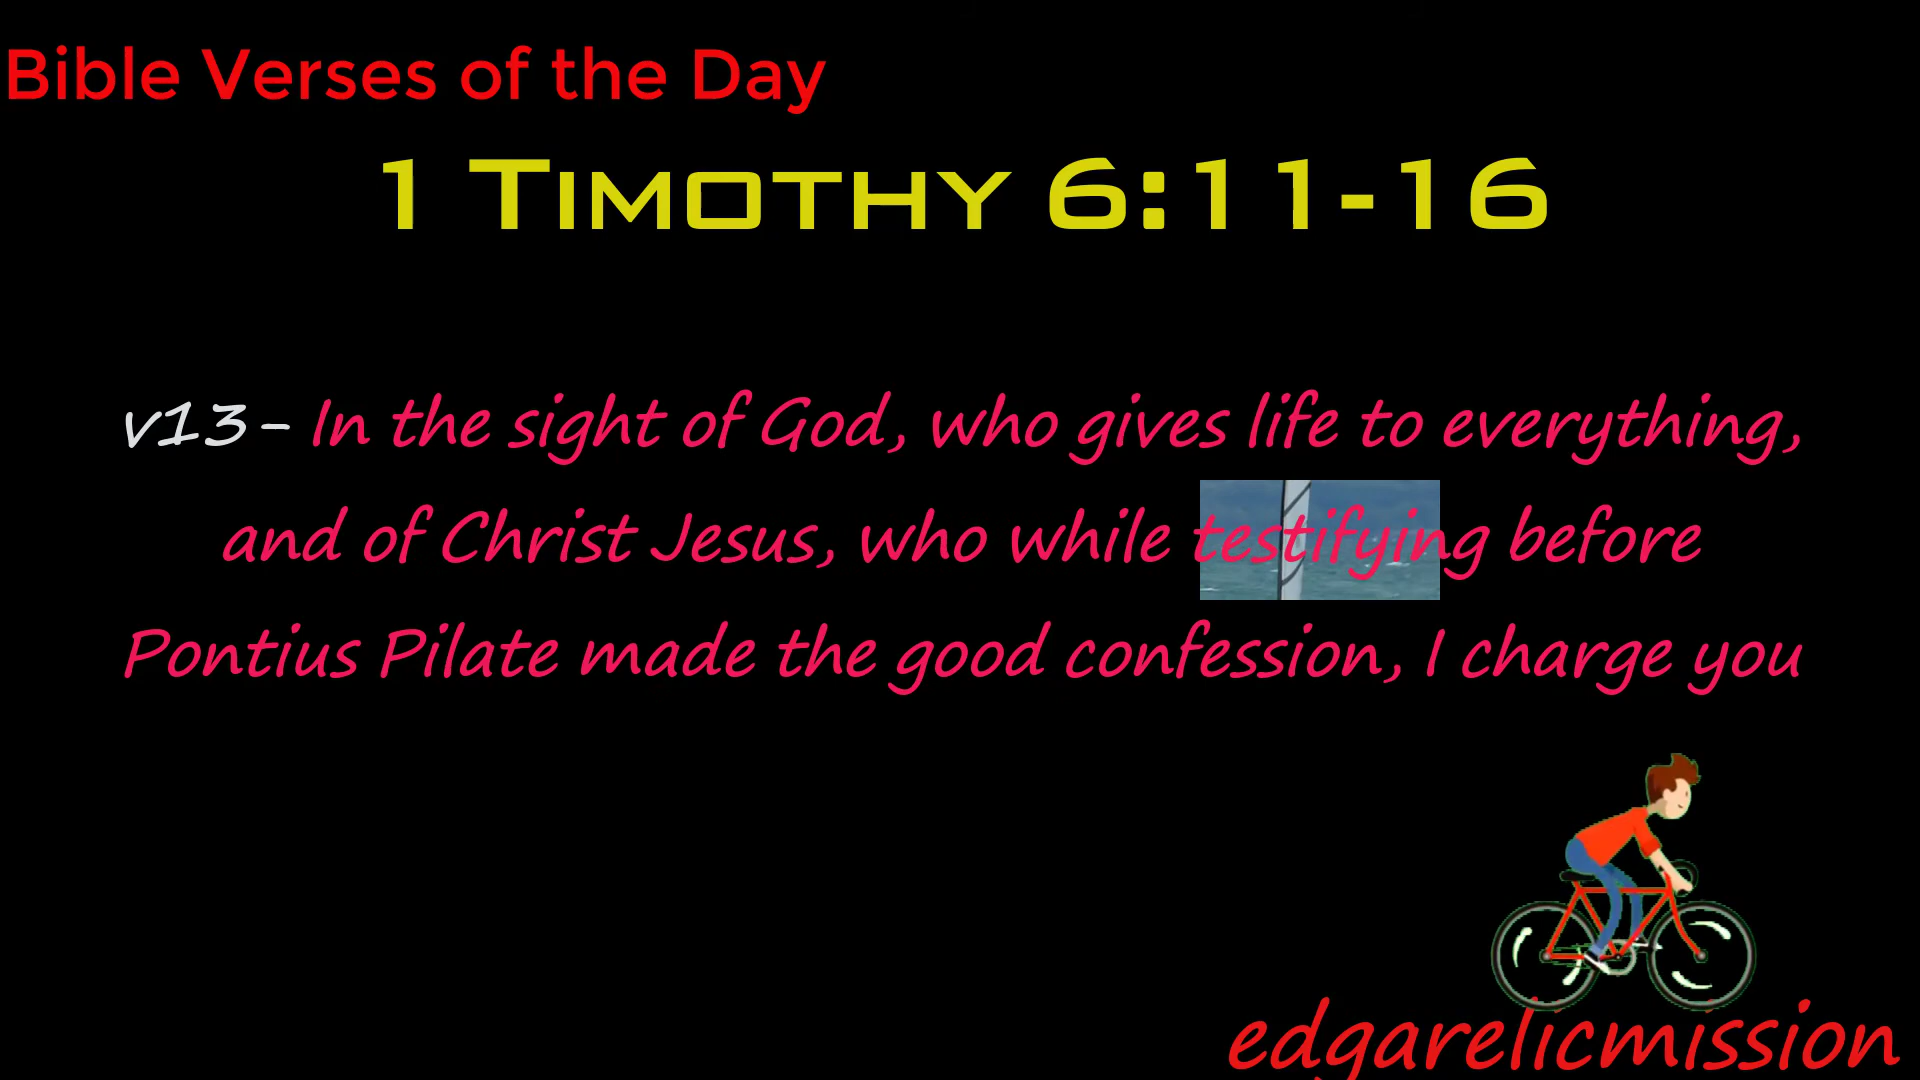 Bible Verses of the Day
1 Timothy 6:11-16
v13- In the sight of God, who gives life to everything,
and of Christ Jesus, who while testifying before
Pontius Pilate made the good confession, I charge you
edgarelicmission